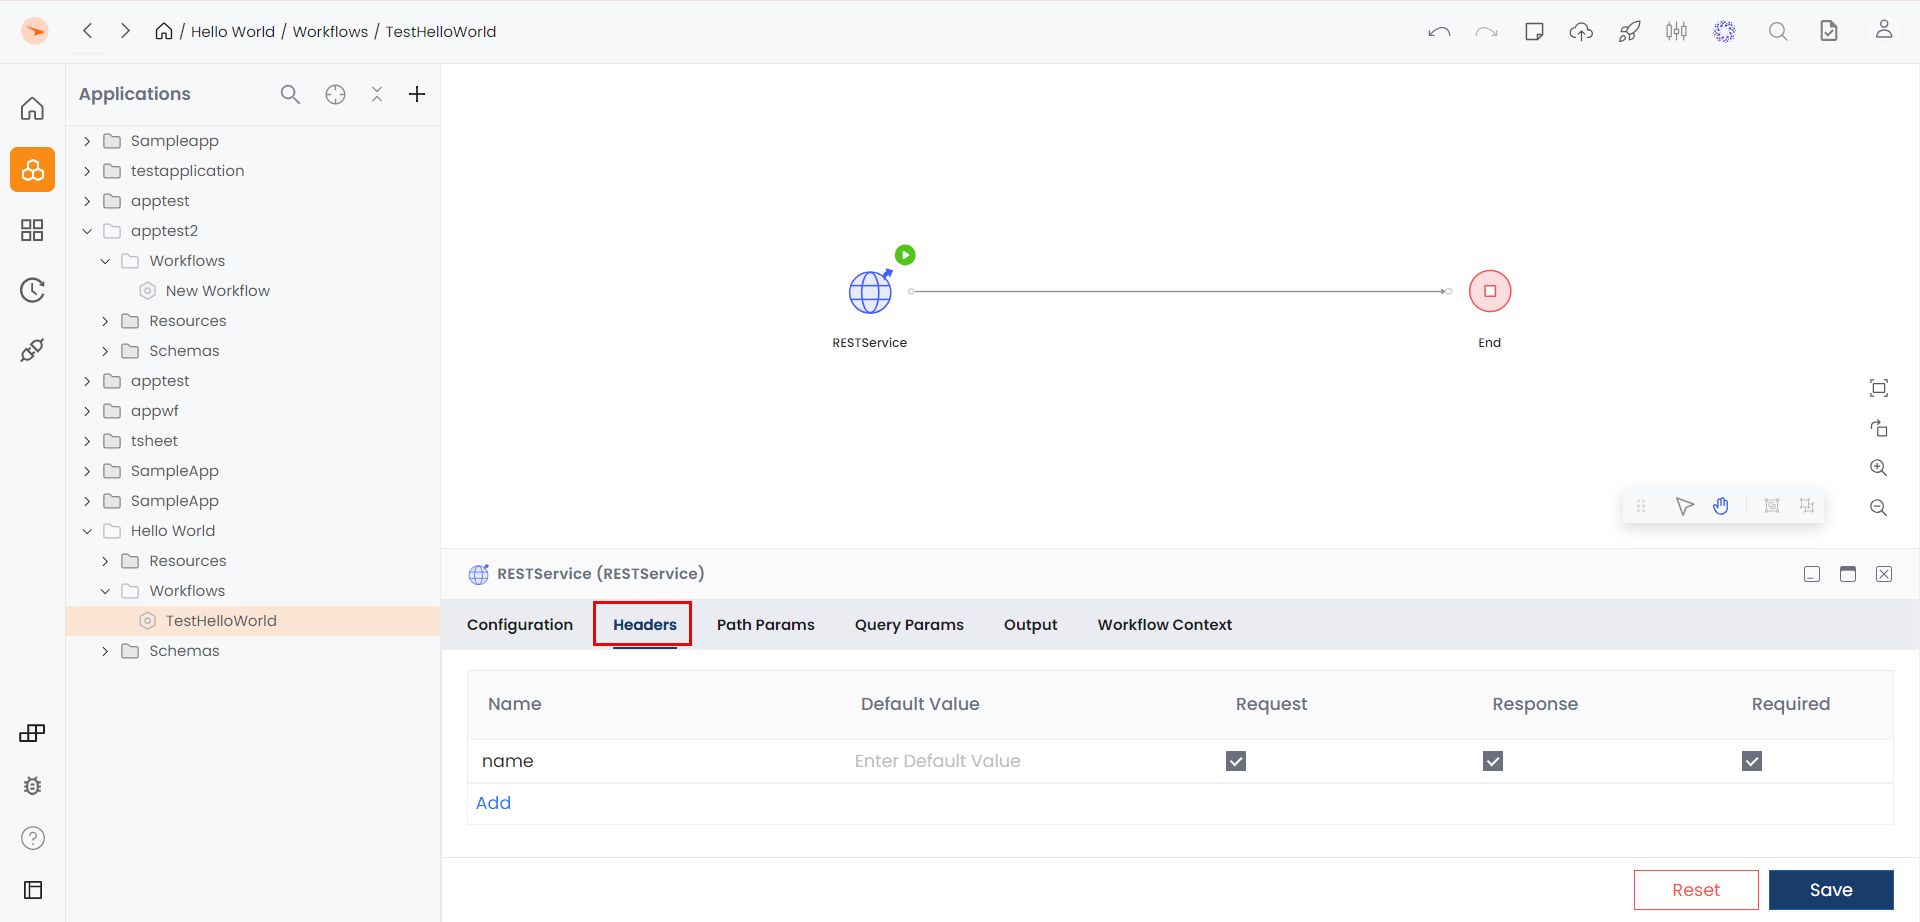 / Hello World / Workflows / TestHelloWorld
Applications
Sampleapp
testapplication
apptest
apptest2
Workflows
New Workflow
Resources
Schemas
apptest
appwf
tsheet
SampleApp
SampleApp
Hello World
Resources
Workflows
TestHelloWorld
Schemas
RESTService
End
RESTService (RESTService)
Configuration Headers Path Params Query Params Output Workflow Context
Name Default Value Request Response Required
name Enter Default Value
Add
Reset Save